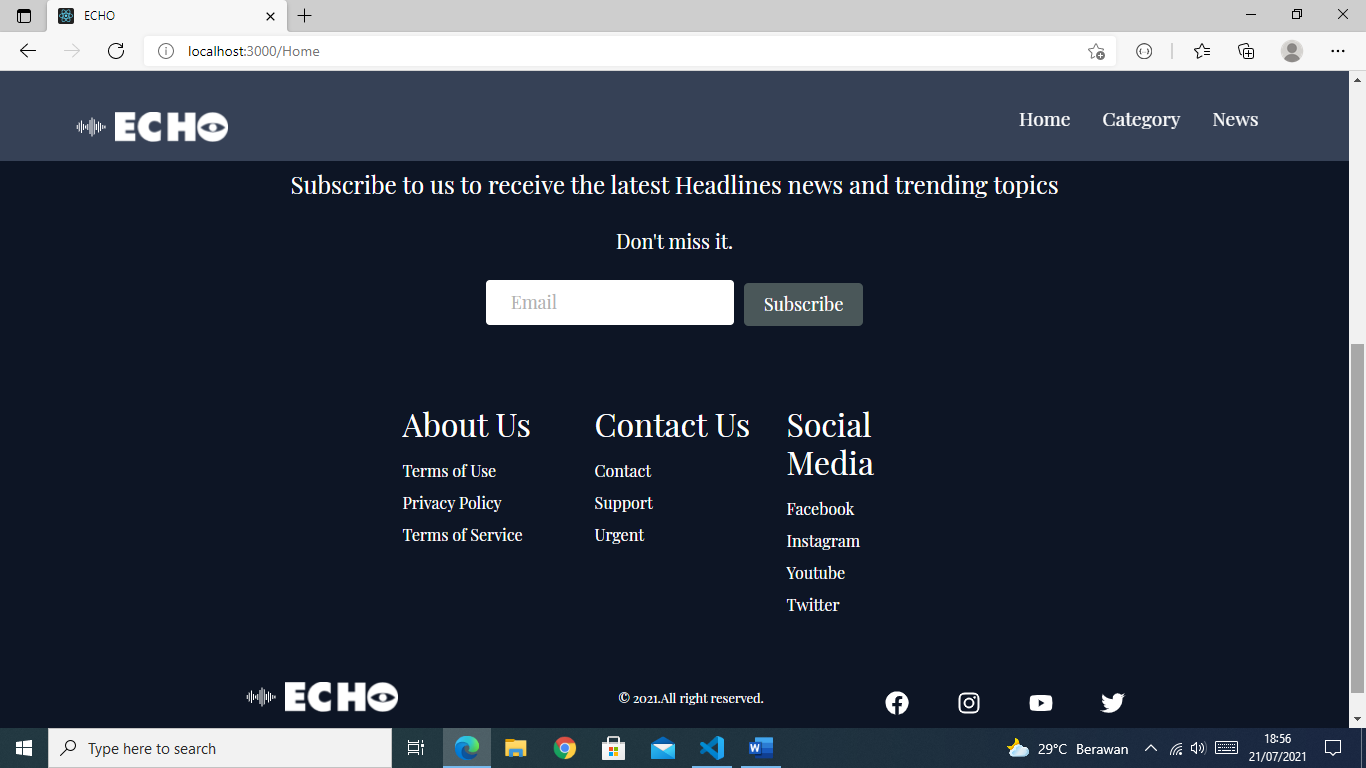 ECHO
localhost:3000/Home
ECHO
Home Category News
Subscribe to us to receive the latest Headlines news and trending topics
Don't miss it.
Email
Subscribe
About Us
Terms of Use
Privacy Policy
Terms of Service
Contact Us
Contact
Support
Urgent
Social
Media
Facebook
Instagram
Youtube
Twitter
ECHO
© 2021.All right reserved.
Type here to search
29°C Berawan
18:56
21/07/2021